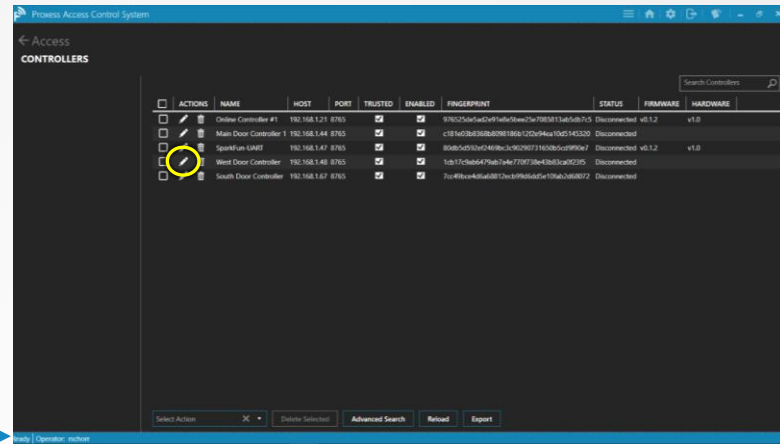 Proxess Access Control System
Access
CONTROLLERS
Search Controllers
ACTIONS NAME HOST PORT TRUSTED ENABLED FINGERPRINT STATUS FIRMWARE HARDWARE
Online Controller #1 192.168.1.21 8765 Disconnected v0.1.2 v1.0
Main Door Controller 1 192.168.1.44 8765 Disconnected
SparkFun-UART 192.168.1.47 8765 Disconnected v0.1.2 v1.0
West Door Controller 192.168.1.48 8765 Disconnected
South Door Controller 192.168.1.67 8765 Disconnected
Select Action Delete Selected Advanced Search Reload Export
Ready Operator: